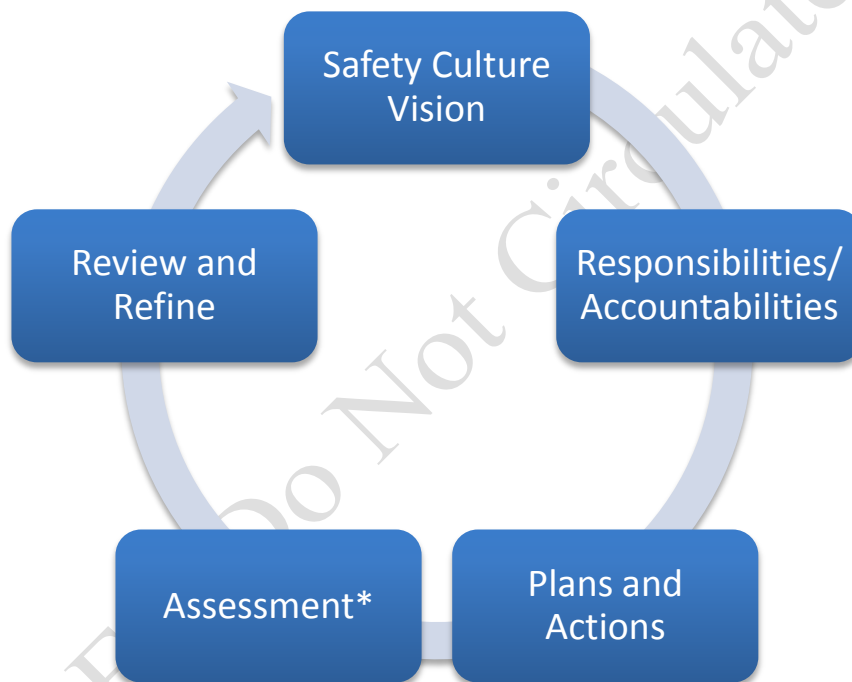 Safety Culture
Vision
Responsibilities/
Accountabilities
Plans and
Actions
Assessment*
Review and
Refine
Do Not Circulate